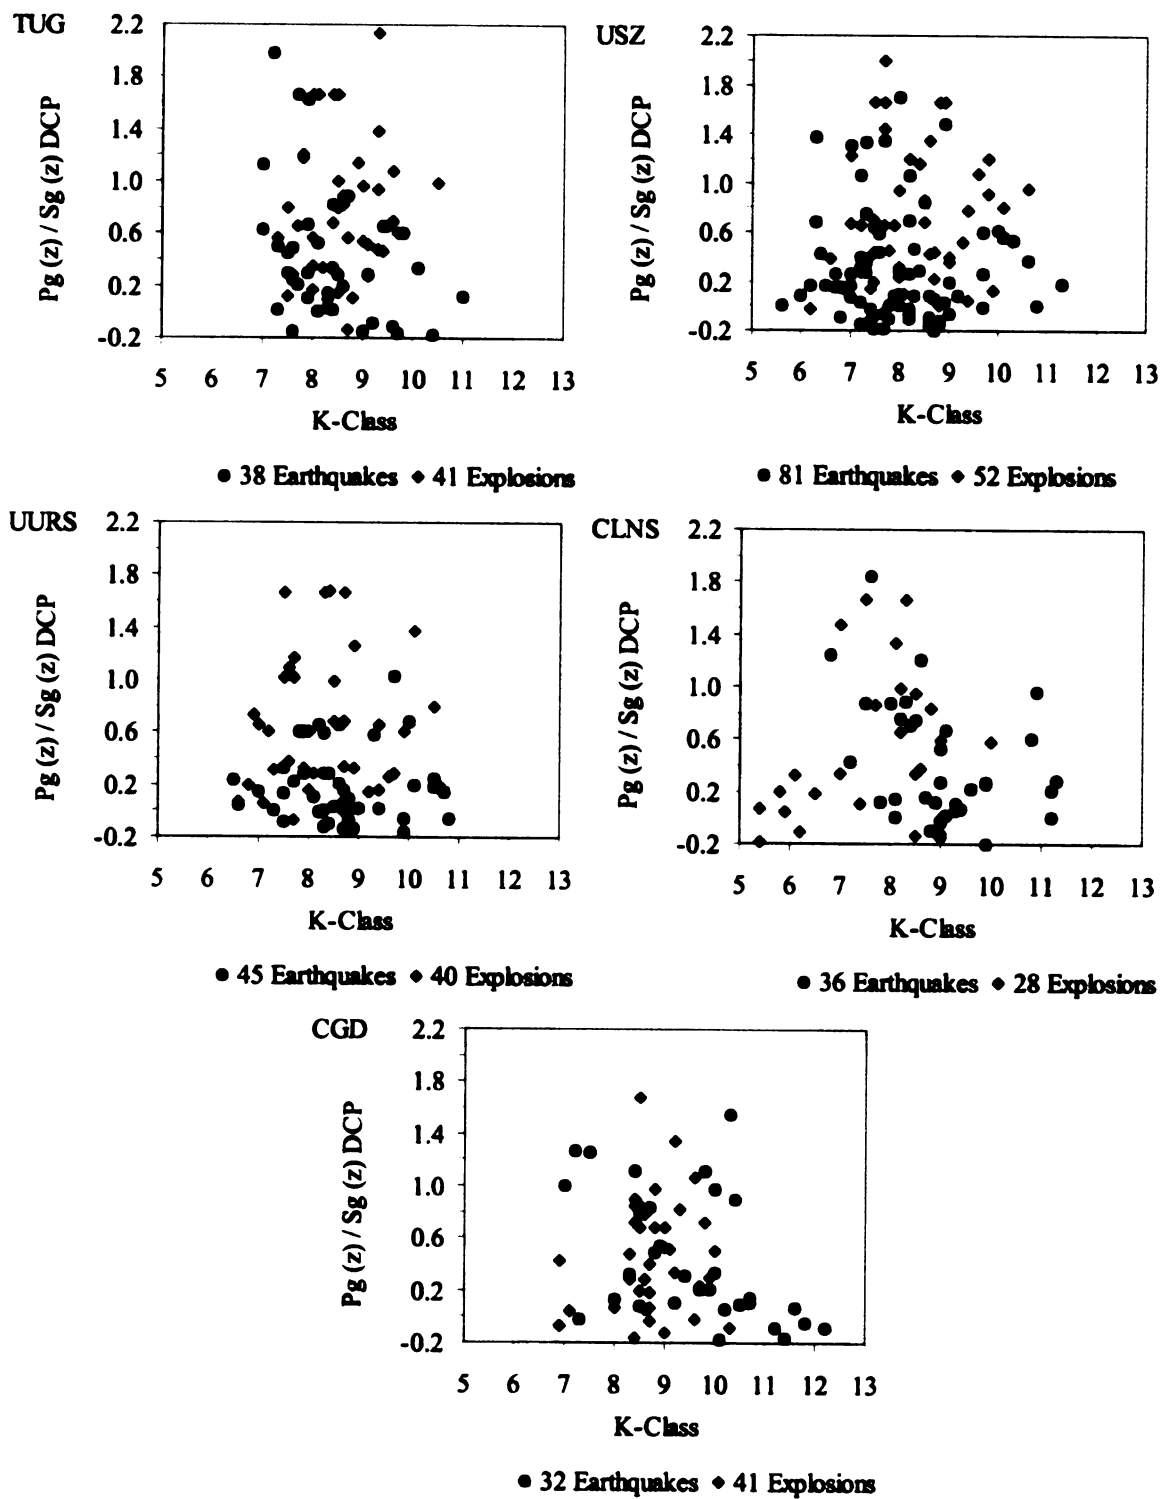 TUG
2.2
1.8
1.4
1.0
0.6
0.2
-0.2
Pg (z) / Sg (z) DCP
5 6 7 8 9 10 11 12 13
K-Class
● 38 Earthquakes ◆ 41 Explosions
USZ
2.2
1.8
1.4
1.0
0.6
0.2
-0.2
Pg (z) / Sg (z) DCP
5 6 7 8 9 10 11 12 13
K-Class
● 81 Earthquakes ◆ 52 Explosions
UURS
2.2
1.8
1.4
1.0
0.6
0.2
-0.2
Pg (z) / Sg (z) DCP
5 6 7 8 9 10 11 12 13
K-Class
● 45 Earthquakes ◆ 40 Explosions
CLNS
2.2
1.8
1.4
1.0
0.6
0.2
-0.2
Pg (z) / Sg (z) DCP
5 6 7 8 9 10 11 12 13
K-Class
● 36 Earthquakes ◆ 28 Explosions
CGD
2.2
1.8
1.4
1.0
0.6
0.2
-0.2
Pg (z) / Sg (z) DCP
5 6 7 8 9 10 11 12 13
K-Class
● 32 Earthquakes ◆ 41 Explosions